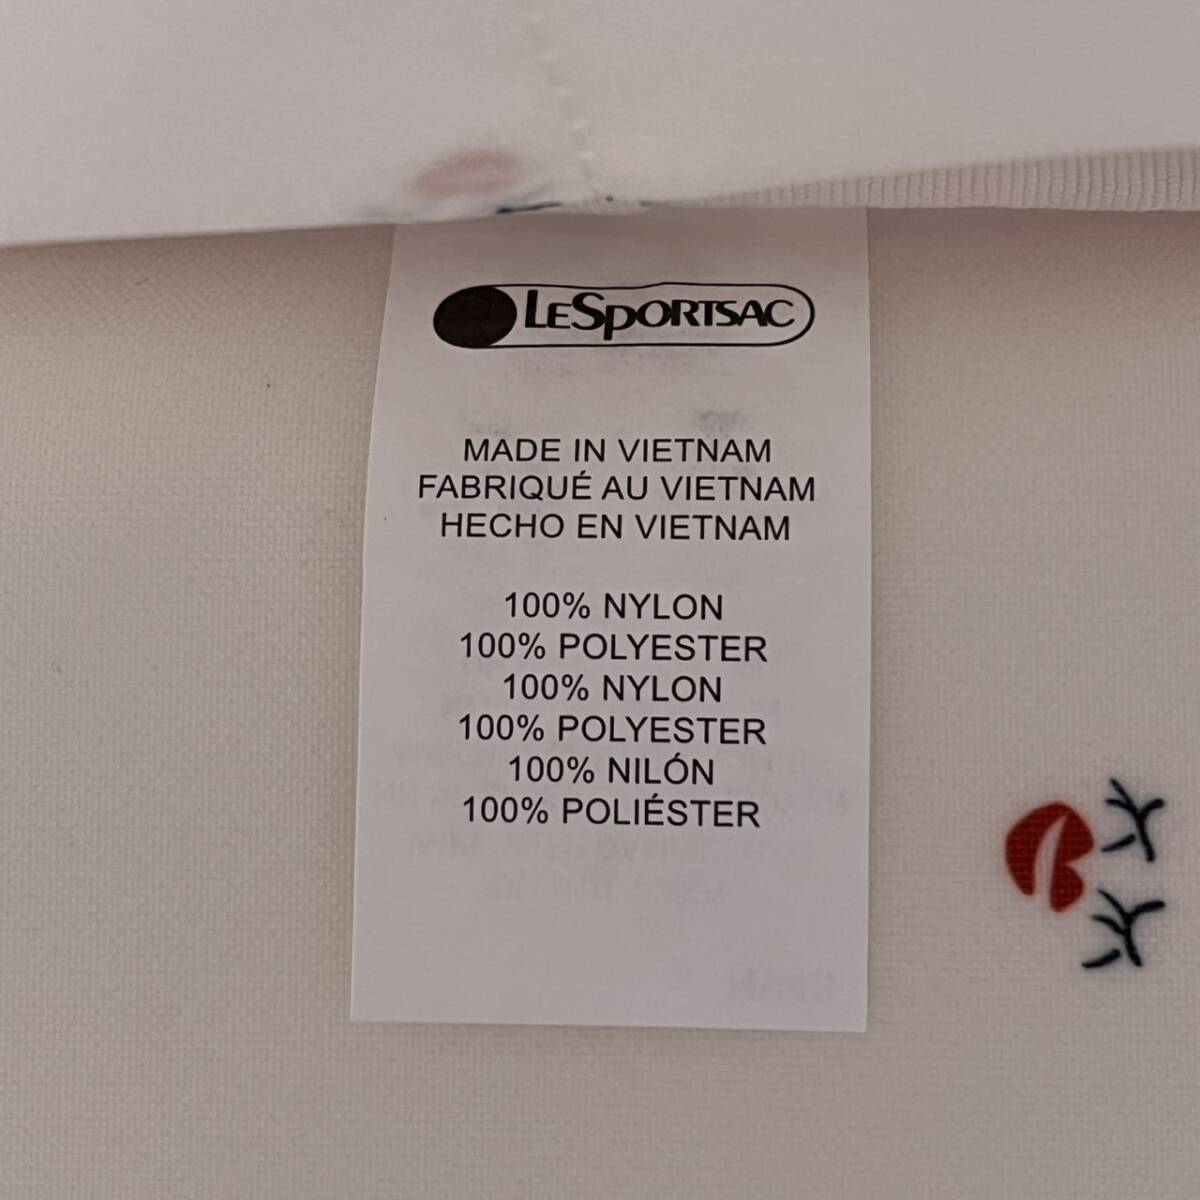 LESPORTSAC
MADE IN VIETNAM
FABRIQUÉ AU VIETNAM
HECHO EN VIETNAM
100% NYLON
100% POLYESTER
100% NYLON
100% POLYESTER
100% NILÓN
100% POLIÉSTER